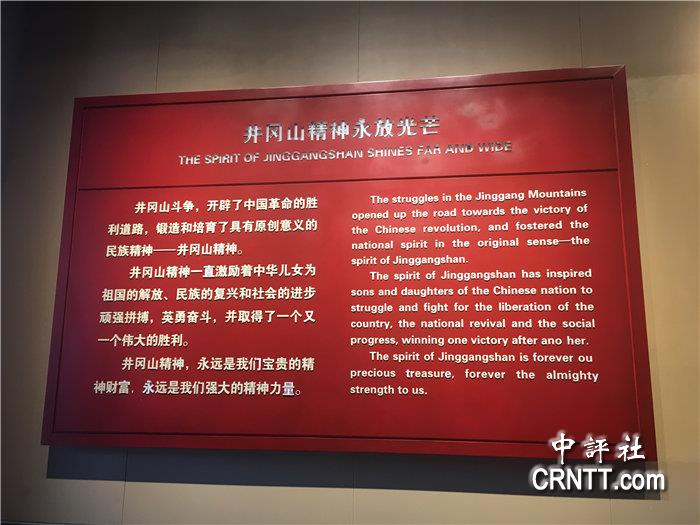 井冈山精神永放光芒
THE SPIRIT OF JINGGANGSHAN SHINES FAR AND WIDE
井冈山斗争，开辟了中国革命的胜
利道路，锻造和培育了具有原创意义的
民族精神——井冈山精神。
井冈山精神一直激励着中华儿女为
祖国的解放、民族的复兴和社会的进步
顽强拼搏，英勇奋斗，并取得了一个又
一个伟大的胜利。
井冈山精神，永远是我们宝贵的精
神财富，永远是我们强大的精神力量。
The struggles in the Jinggang Mountains
opened up the road towards the victory of
the Chinese revolution, and fostered the
national spirit in the original sense—the
spirit of Jinggangshan.
The spirit of Jinggangshan has inspired
sons and daughters of the Chinese nation to
struggle and fight for the liberation of the
country, the national revival and the social
progress, winning one victory after ano her.
The spirit of Jinggangshan is forever ou
precious treasure, forever the almighty
strength to us.
中評社
CRNTT.com